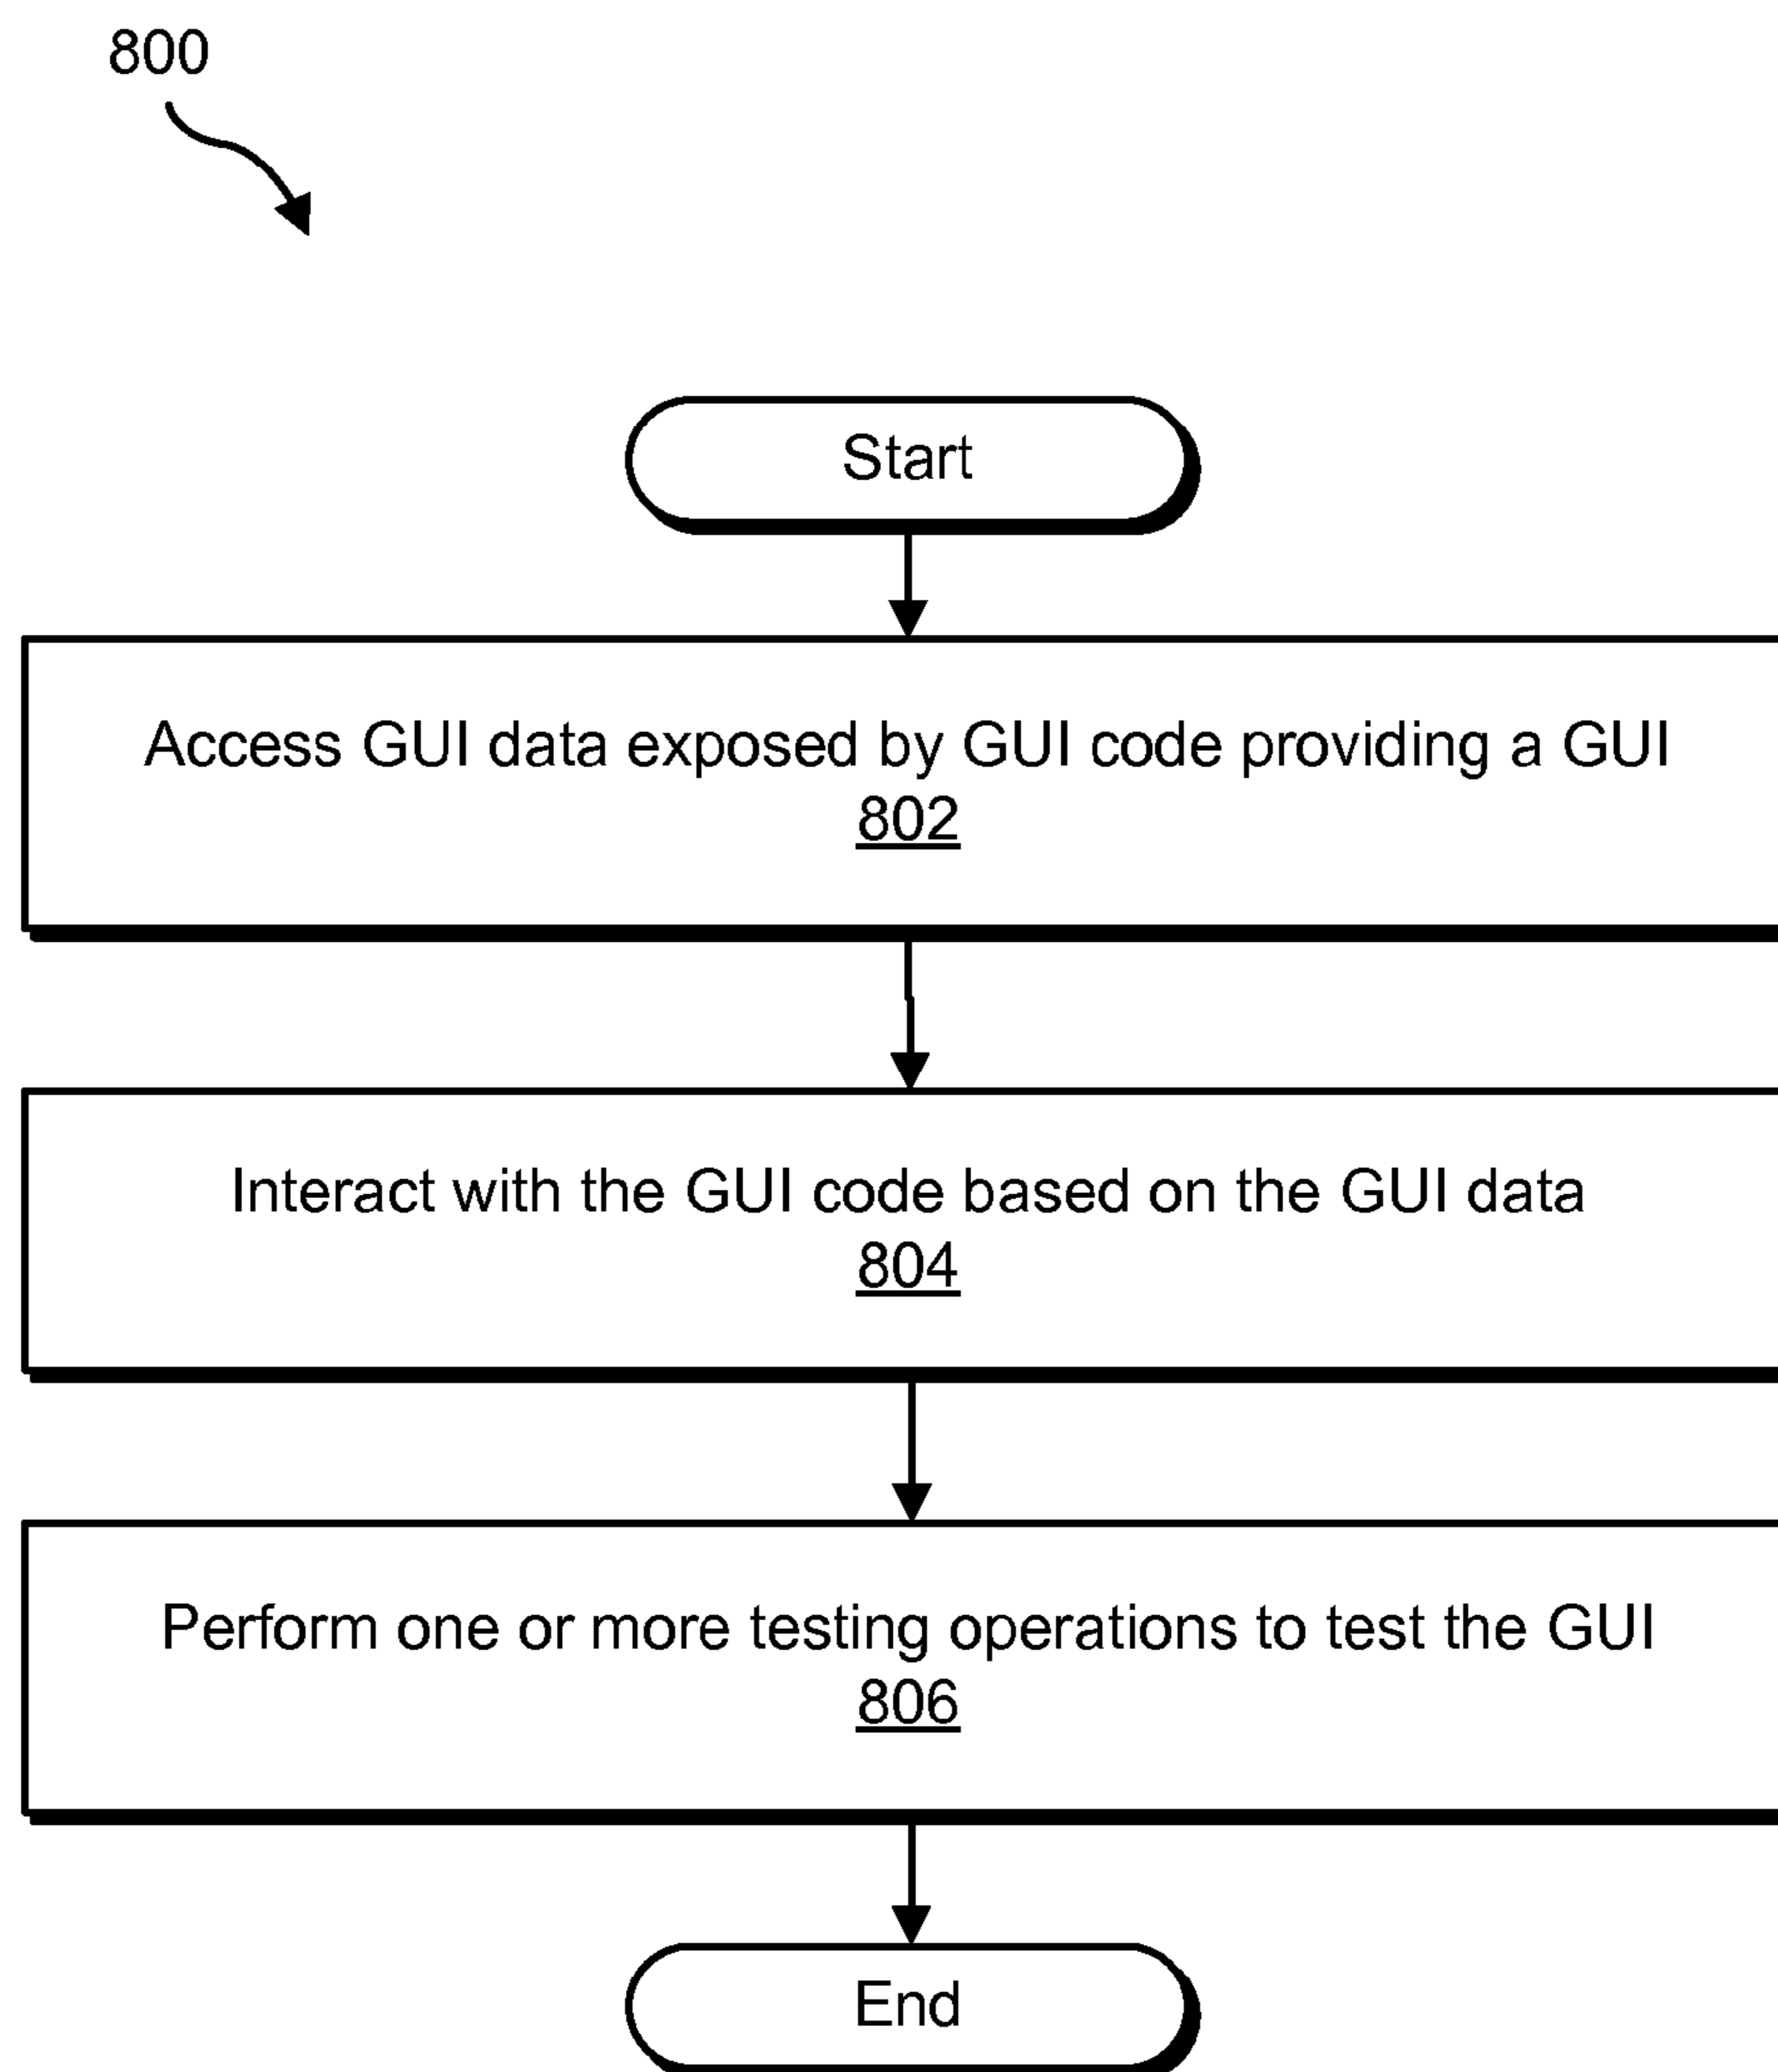 800
Start
Access GUI data exposed by GUI code providing a GUI
802
Interact with the GUI code based on the GUI data
804
Perform one or more testing operations to test the GUI
806
End